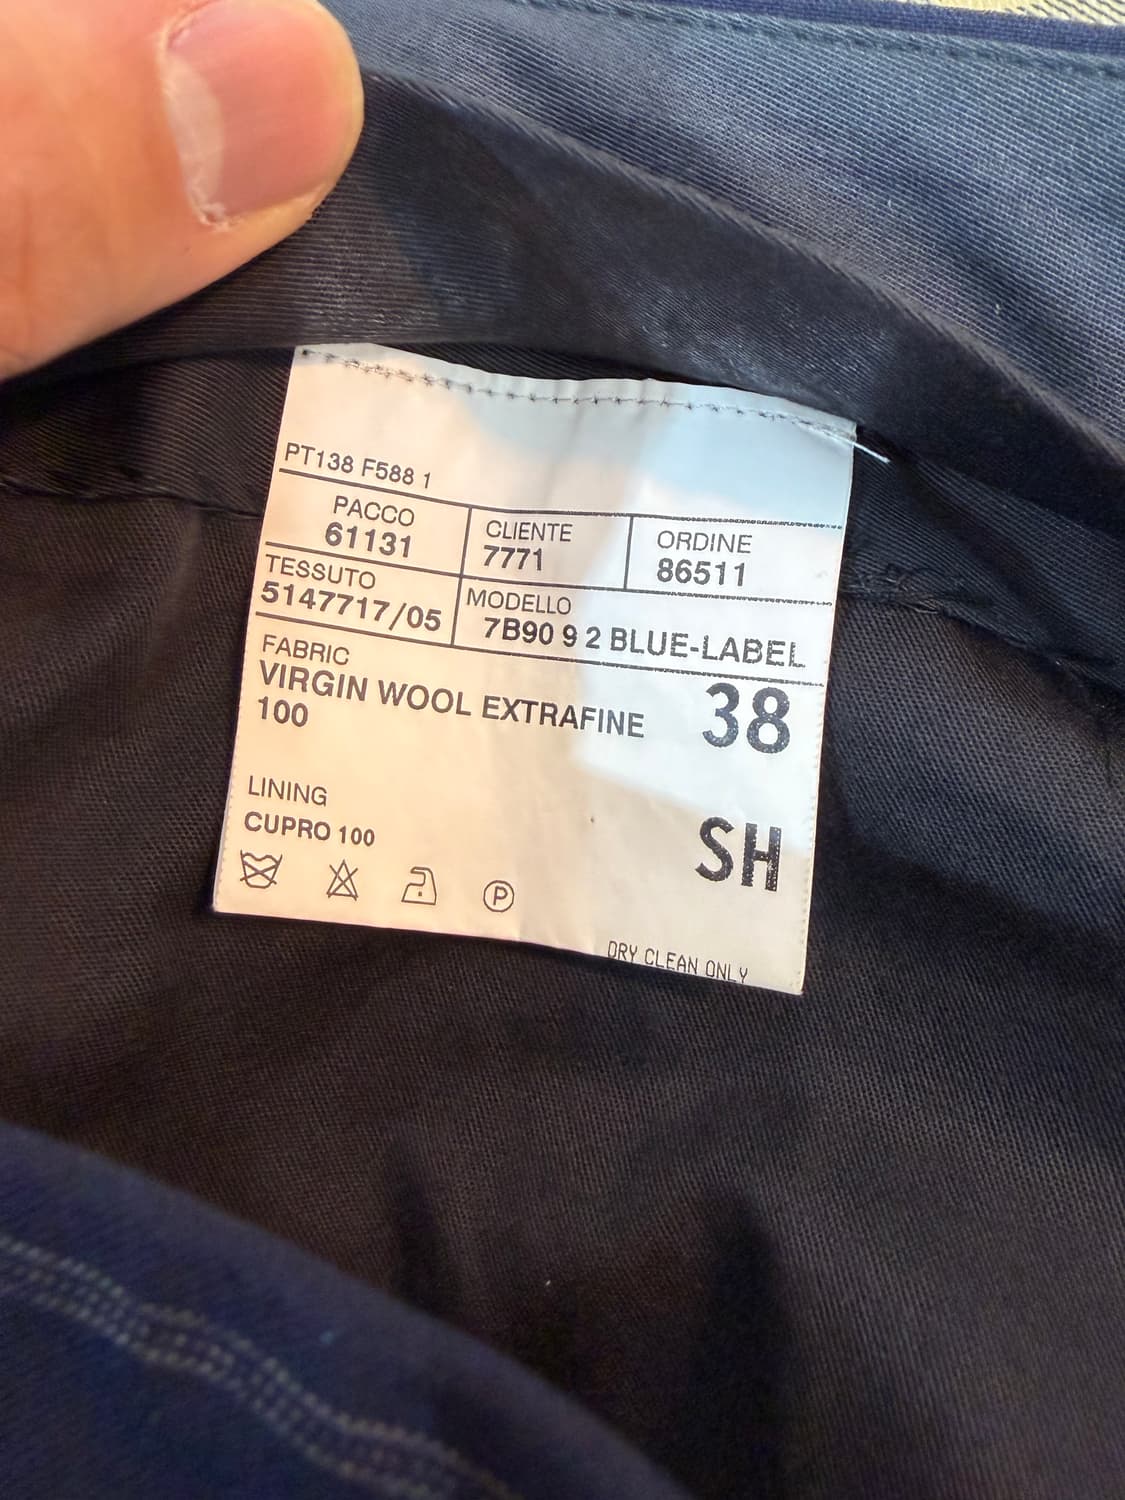 PT138 F588 1
PACCO
61131
CLIENTE
7771
ORDINE
86511
TESSUTO
5147717/05
MODELLO
7B90 9 2 BLUE-LABEL
FABRIC
VIRGIN WOOL EXTRAFINE
100
38
LINING
CUPRO 100
SH
P
DRY CLEAN ONLY